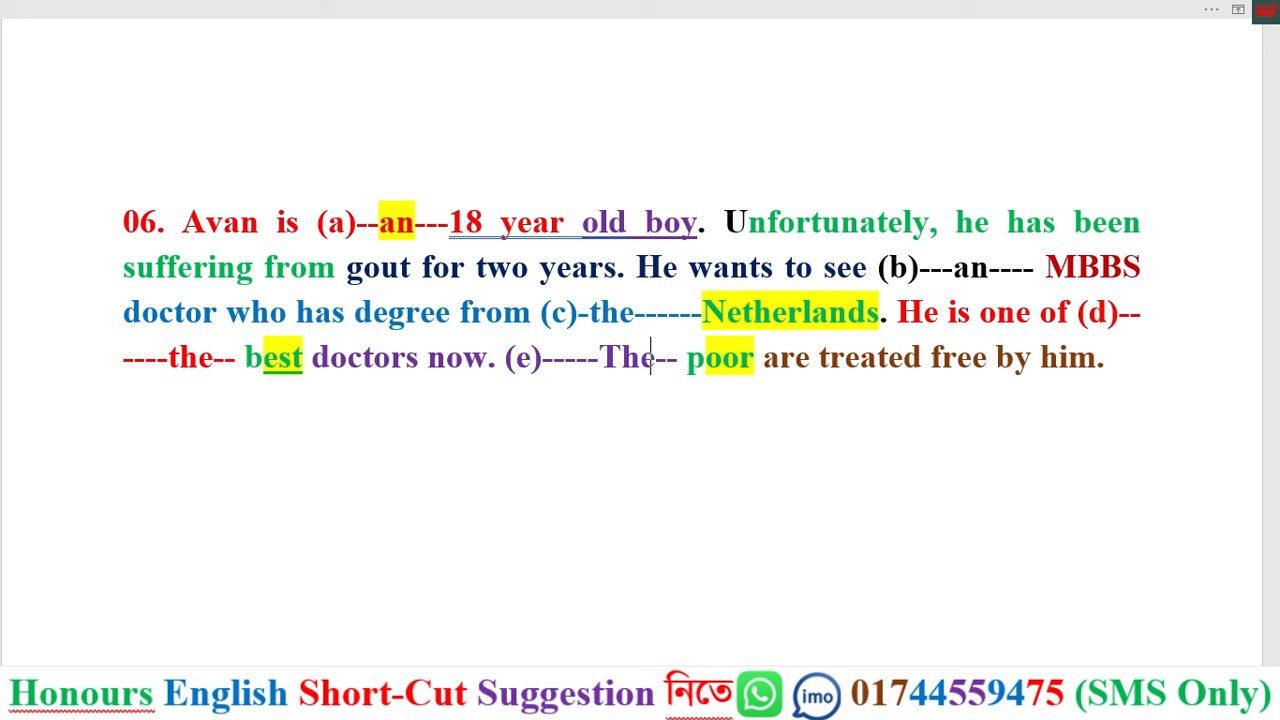 06. Avan is (a)--an---18 year old boy. Unfortunately, he has been
suffering from gout for two years. He wants to see (b)---an---- MBBS
doctor who has degree from (c)-the------Netherlands. He is one of (d)--
----the-- best doctors now. (e)-----The-- poor are treated free by him.
Honours English Short-Cut Suggestion নিতে imo 01744559475 (SMS Only)